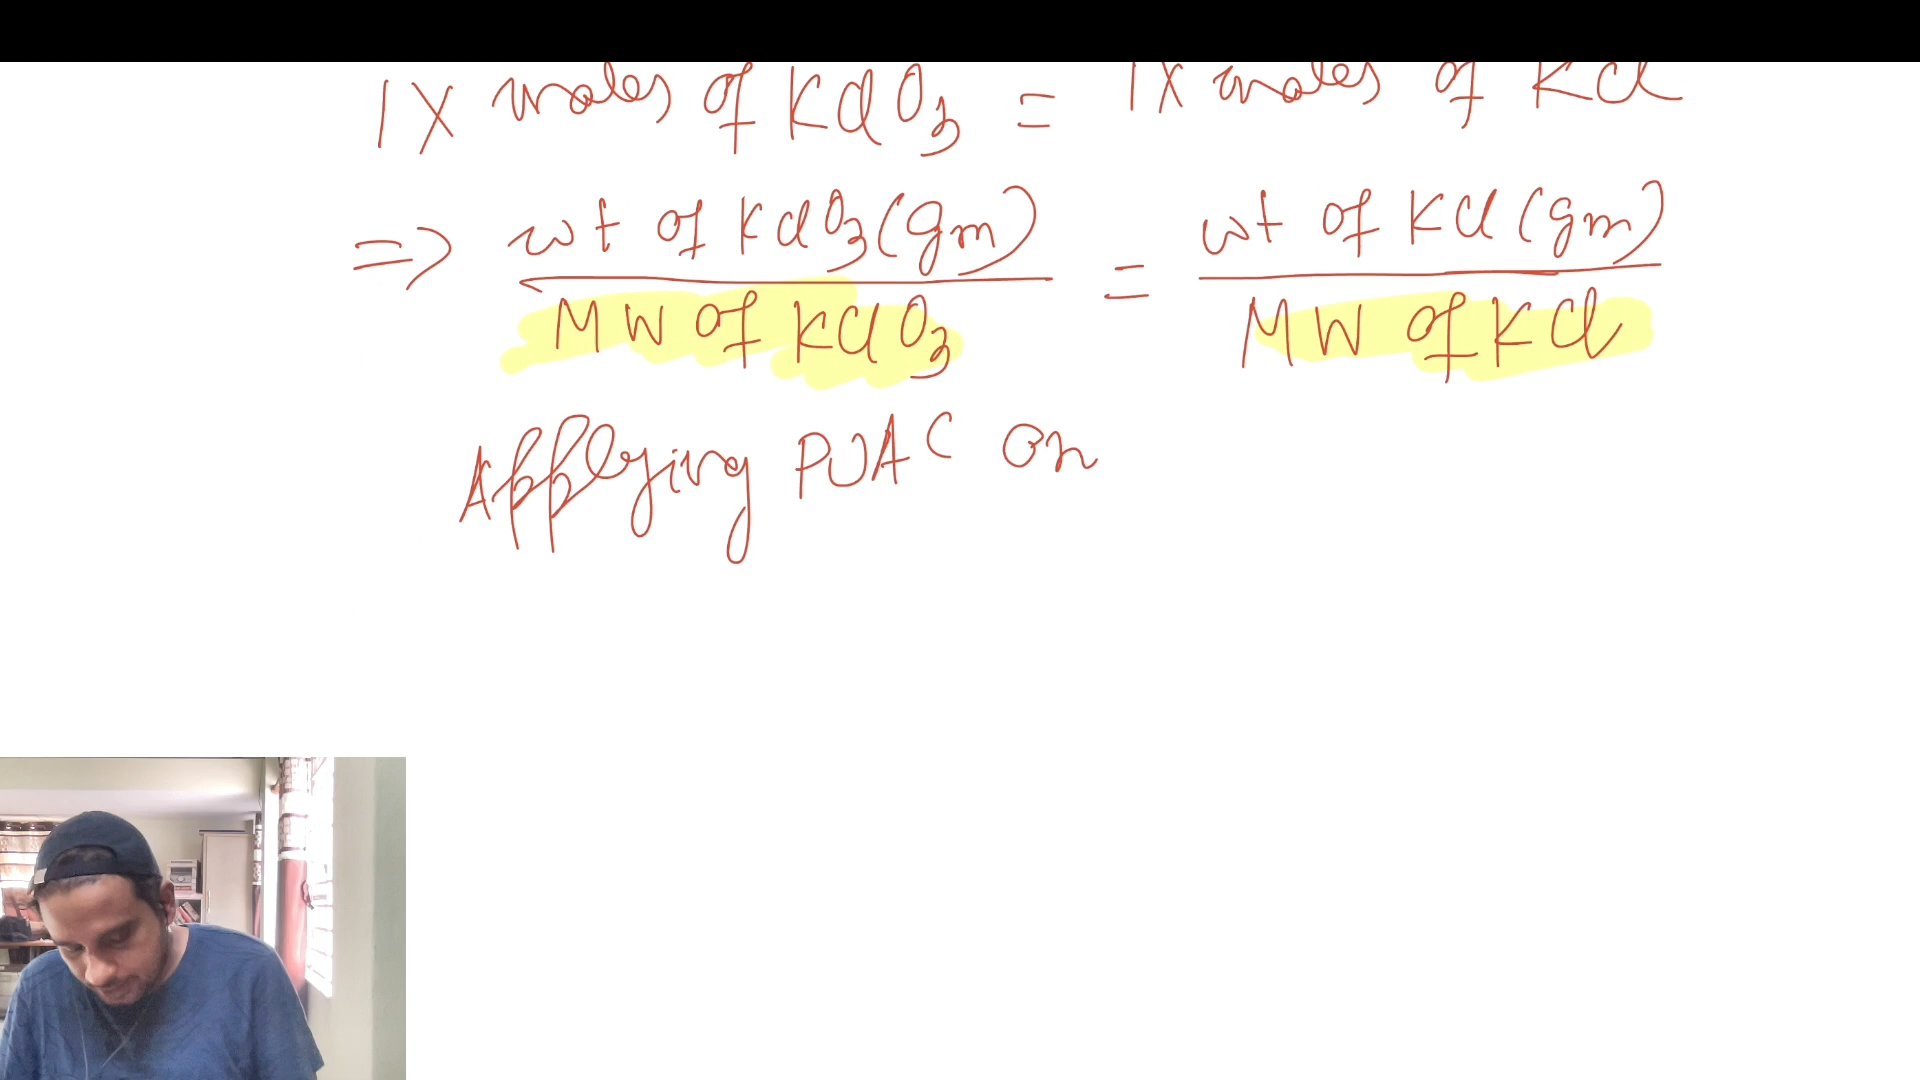 1X moles of KClO3 = 1X moles of KCl
=> wt of KClO3 (gm) / MW of KClO3 = wt of KCl (gm) / MW of KCl
Applying POAC on